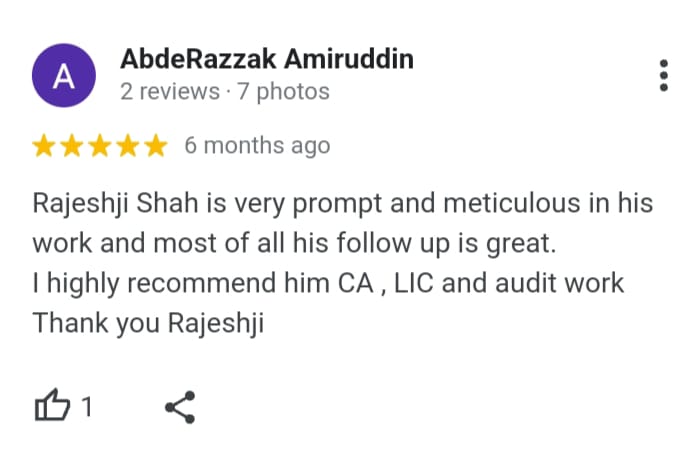 A
AbdeRazzak Amiruddin
2 reviews · 7 photos
6 months ago
Rajeshji Shah is very prompt and meticulous in his
work and most of all his follow up is great.
I highly recommend him CA , LIC and audit work
Thank you Rajeshji
1